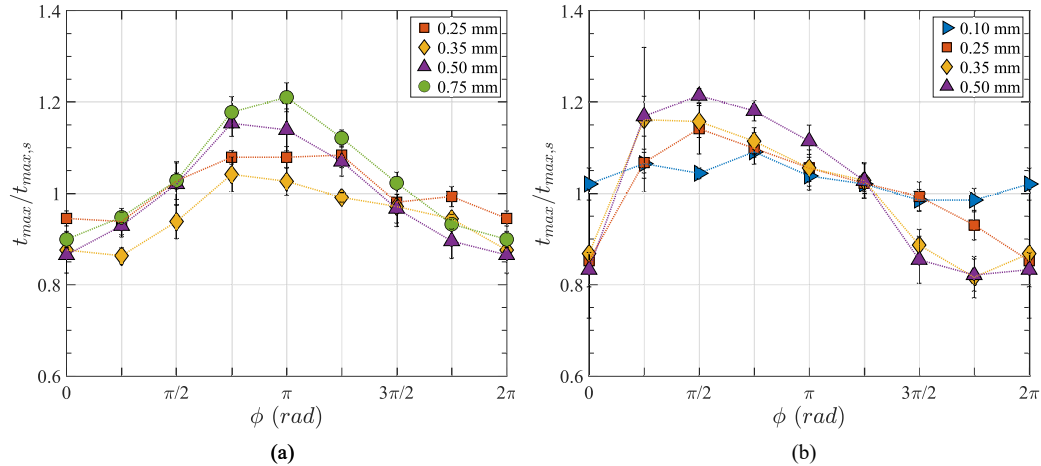 1.4
1.2
1
0.8
0.6
t_{max}/t_{max,s}
0
π/2
π
3π/2
2π
ϕ (rad)
0.25 mm
0.35 mm
0.50 mm
0.75 mm
(a)
1.4
1.2
1
0.8
0.6
t_{max}/t_{max,s}
0
π/2
π
3π/2
2π
ϕ (rad)
0.10 mm
0.25 mm
0.35 mm
0.50 mm
(b)